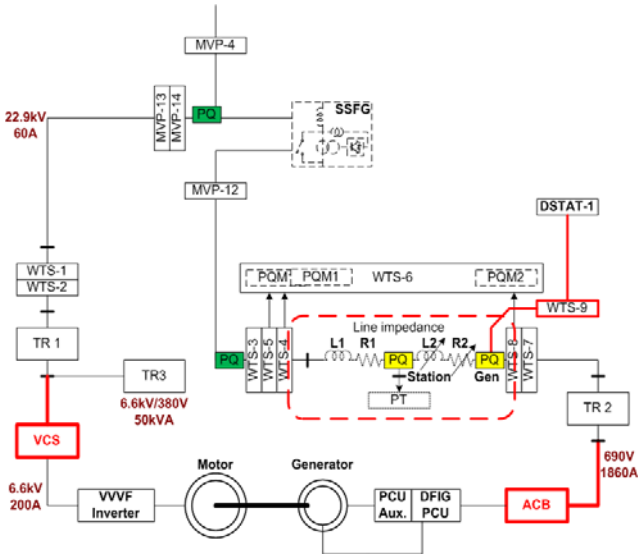 MVP-4
MVP-13
MVP-14
PQ
SSFG
22.9kV
60A
MVP-12
DSTAT-1
WTS-1
WTS-2
PQM
PQM1
WTS-6
PQM2
WTS-9
TR 1
Line impedance
L1
R1
L2
R2
PQ
WTS-3
WTS-5
WTS-4
PQ
PQ
WTS-8
WTS-7
Station
Gen
TR3
PT
6.6kV/380V
50kVA
TR 2
VCS
690V
1860A
Motor
Generator
6.6kV
200A
VVVF
Inverter
PCU
Aux.
DFIG
PCU
ACB